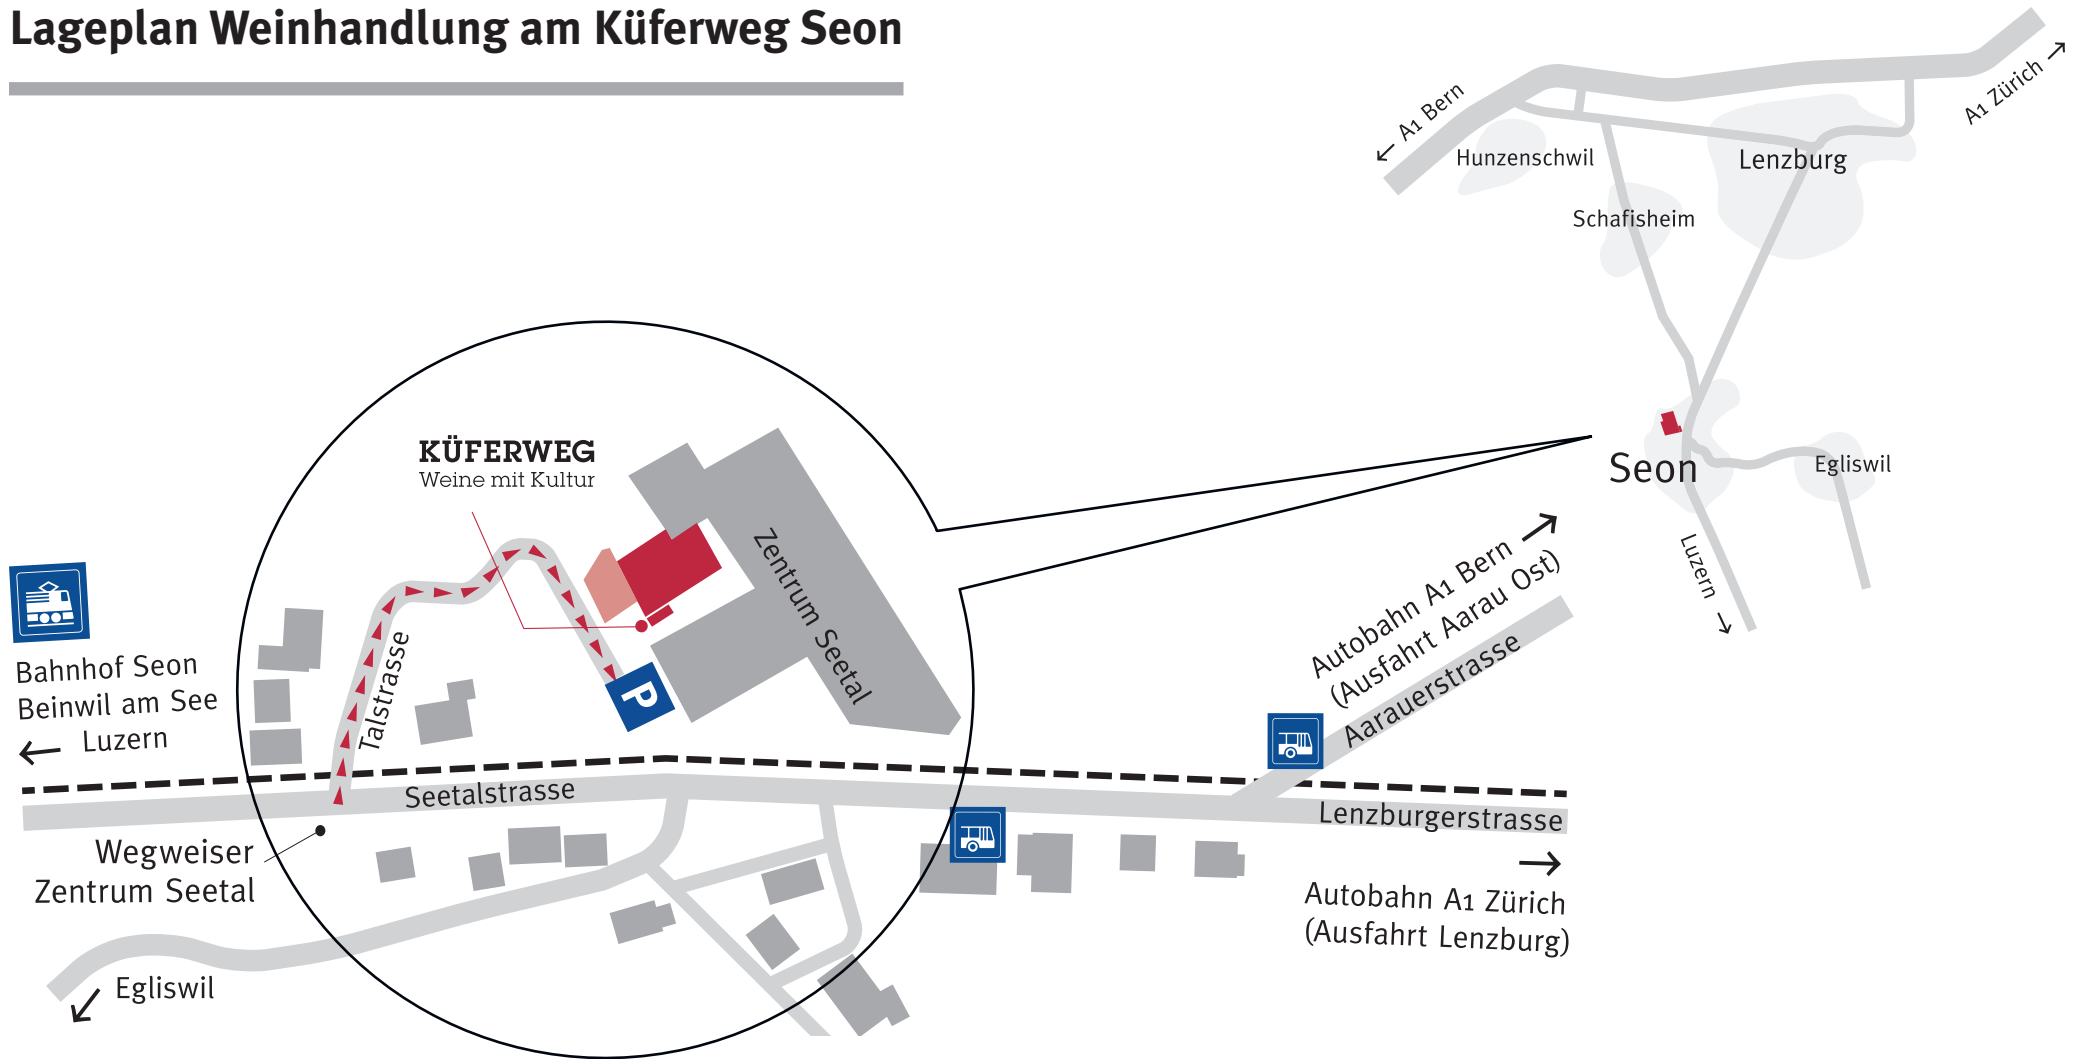 Lageplan Weinhandlung am Küferweg Seon
← A1 Bern
A1 Zürich →
Hunzenschwil
Lenzburg
Schafisheim
Seon
Egliswil
Luzern →
KÜFERWEG
Weine mit Kultur
Zentrum Seetal
P
Talstrasse
Bahnhof Seon
Beinwil am See
← Luzern
Autobahn A1 Bern →
(Ausfahrt Aarau Ost)
Aarauerstrasse
Seetalstrasse
Lenzburgerstrasse
Wegweiser
Zentrum Seetal
→
Autobahn A1 Zürich
(Ausfahrt Lenzburg)
Egliswil